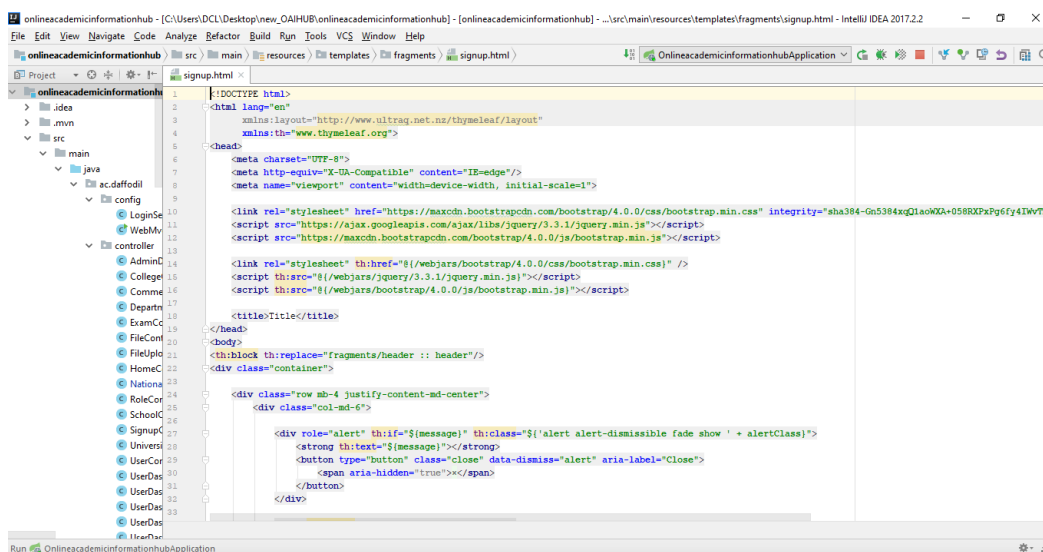 onlineacademicinformationhub - [C:\Users\DCL\Desktop\new_OAIHUB\onlineacademicinformationhub] - [onlineacademicinformationhub] - ...\src\main\resources\templates\fragments\signup.html - IntelliJ IDEA 2017.2.2
File Edit View Navigate Code Analyze Refactor Build Run Tools VCS Window Help
onlineacademicinformationhub src main resources templates fragments signup.html OnlineacademicinformationhubApplication
Project signup.html
onlineacademicinformationh
.idea
.mvn
src
main
java
ac.daffodil
config
LoginSe
WebMv
controller
AdminD
College
Comme
Departn
ExamCo
FileCont
FileUplo
HomeC
Nationa
RoleCor
SchoolC
SignupC
Universi
UserCor
UserDas
UserDas
UserDas
UserDas
UserDas
1 <!DOCTYPE html>
2 <html lang="en"
3 xmlns:layout="http://www.ultraq.net.nz/thymeleaf/layout"
4 xmlns:th="www.thymeleaf.org">
5 <head>
6 <meta charset="UTF-8">
7 <meta http-equiv="X-UA-Compatible" content="IE=edge"/>
8 <meta name="viewport" content="width=device-width, initial-scale=1">
9
10 <link rel="stylesheet" href="https://maxcdn.bootstrapcdn.com/bootstrap/4.0.0/css/bootstrap.min.css" integrity="sha384-Gn5384xqQ1aoWXA+058RXPxPg6fy4IWvT
11 <script src="https://ajax.googleapis.com/ajax/libs/jquery/3.3.1/jquery.min.js"></script>
12 <script src="https://maxcdn.bootstrapcdn.com/bootstrap/4.0.0/js/bootstrap.min.js"></script>
13
14 <link rel="stylesheet" th:href="@{/webjars/bootstrap/4.0.0/css/bootstrap.min.css}" />
15 <script th:src="@{/webjars/jquery/3.3.1/jquery.min.js}"></script>
16 <script th:src="@{/webjars/bootstrap/4.0.0/js/bootstrap.min.js}"></script>
17
18 <title>Title</title>
19 </head>
20 <body>
21 <th:block th:replace="fragments/header :: header"/>
22 <div class="container">
23
24 <div class="row mb-4 justify-content-md-center">
25 <div class="col-md-6">
26
27 <div role="alert" th:if="${message}" th:class="${'alert alert-dismissible fade show ' + alertClass}">
28 <strong th:text="${message}"></strong>
29 <button type="button" class="close" data-dismiss="alert" aria-label="Close">
30 <span aria-hidden="true">×</span>
31 </button>
32 </div>
33
Run OnlineacademicinformationhubApplication